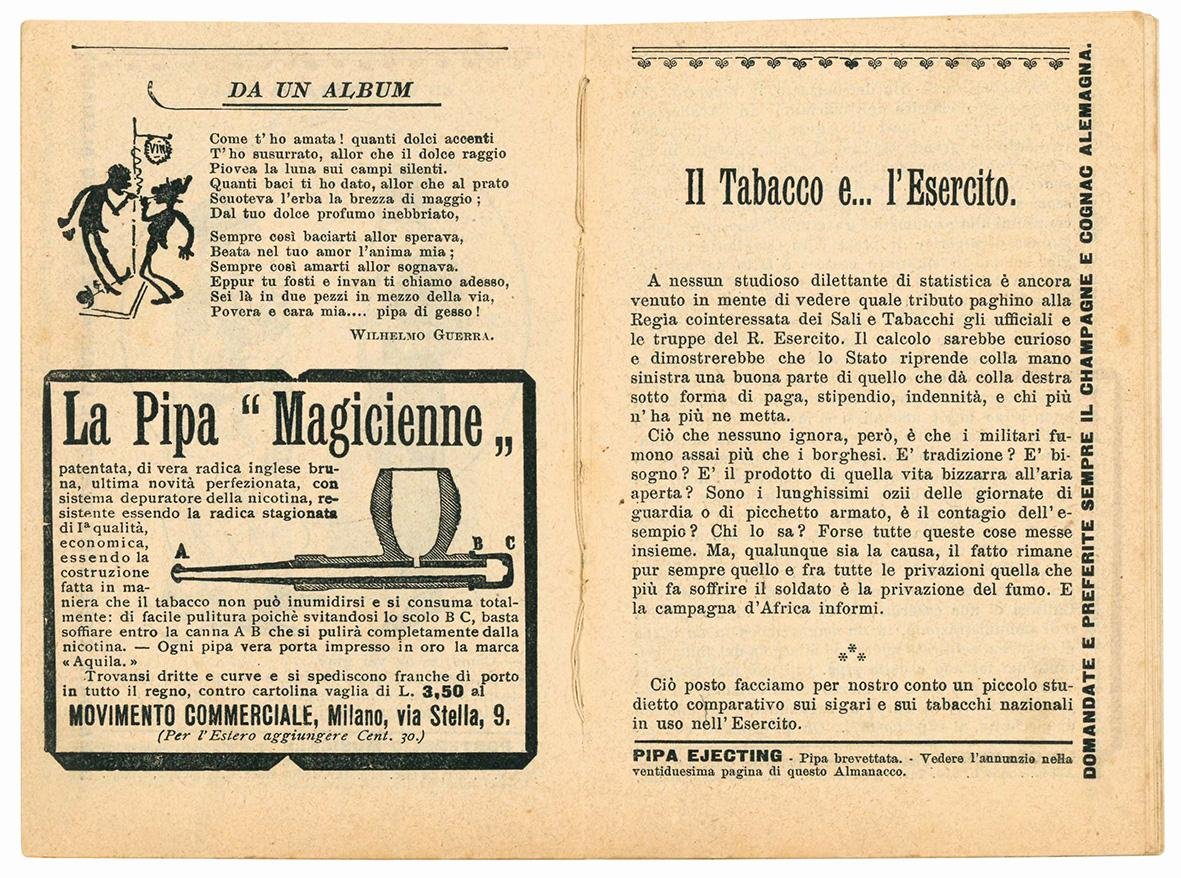 DA UN ALBUM
VINI
Come t' ho amata! quanti dolci accenti
T' ho susurrato, allor che il dolce raggio
Piovea la luna sui campi silenti.
Quanti baci ti ho dato, allor che al prato
Scuoteva l'erba la brezza di maggio;
Dal tuo dolce profumo inebbriato,
Sempre così baciarti allor sperava,
Beata nel tuo amor l'anima mia;
Sempre così amarti allor sognava.
Eppur tu fosti e invan ti chiamo adesso,
Sei là in due pezzi in mezzo della via,
Povera e cara mia.... pipa di gesso!
WILHELMO GUERRA.
La Pipa “ Magicienne „
patentata, di vera radica inglese bru-
na, ultima novità perfezionata, con
sistema depuratore della nicotina, re-
sistente essendo la radica stagionata
di Iª qualità,
economica,
essendo la
costruzione
fatta in ma-
A
B
C
niera che il tabacco non può inumidirsi e si consuma total-
mente: di facile pulitura poichè svitandosi lo scolo B C, basta
soffiare entro la canna A B che si pulirà completamente dalla
nicotina. — Ogni pipa vera porta impresso in oro la marca
« Aquila. »
Trovansi dritte e curve e si spediscono franche di porto
in tutto il regno, contro cartolina vaglia di L. 3,50 al
MOVIMENTO COMMERCIALE, Milano, via Stella, 9.
(Per l'Estero aggiungere Cent. 30.)
Il Tabacco e... l'Esercito.
A nessun studioso dilettante di statistica è ancora
venuto in mente di vedere quale tributo paghino alla
Regìa cointeressata dei Sali e Tabacchi gli ufficiali e
le truppe del R. Esercito. Il calcolo sarebbe curioso
e dimostrerebbe che lo Stato riprende colla mano
sinistra una buona parte di quello che dà colla destra
sotto forma di paga, stipendio, indennità, e chi più
n' ha più ne metta.
Ciò che nessuno ignora, però, è che i militari fu-
mono assai più che i borghesi. E' tradizione? E' bi-
sogno? E' il prodotto di quella vita bizzarra all'aria
aperta? Sono i lunghissimi ozii delle giornate di
guardia o di picchetto armato, è il contagio dell' e-
sempio? Chi lo sa? Forse tutte queste cose messe
insieme. Ma, qualunque sia la causa, il fatto rimane
pur sempre quello e fra tutte le privazioni quella che
più fa soffrire il soldato è la privazione del fumo. E
la campagna d'Africa informi.
***
Ciò posto facciamo per nostro conto un piccolo stu-
dietto comparativo sui sigari e sui tabacchi nazionali
in uso nell' Esercito.
PIPA EJECTING - Pipa brevettata. - Vedere l'annunzio nella
ventiduesima pagina di questo Almanacco.
DOMANDATE E PREFERITE SEMPRE IL CHAMPAGNE E COGNAC ALEMAGNA.